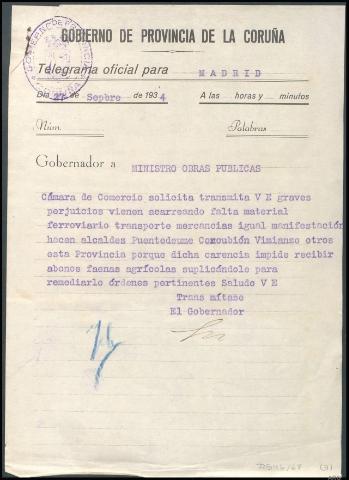 GOBIERNO DE PROVINCIA DE LA CORUÑA
Telegrama oficial para MADRID
Día 27 de Sepbre de 1934 A las horas y minutos
Núm. Palabras
Gobernador a MINISTRO OBRAS PUBLICAS
Cámara de Comercio solicita transmita V E graves
perjuicios vienen acarreando falta material
ferroviario transporte mercancias igual manifestación
hacen alcaldes Puentedeume Corcubión Vimianso otros
esta Provincia porque dicha carencia impide recibir
abonos faenas agrícolas suplicándole para
remediarlo órdenes pertinentes Saludo V E
Trans mítase
El Gobernador